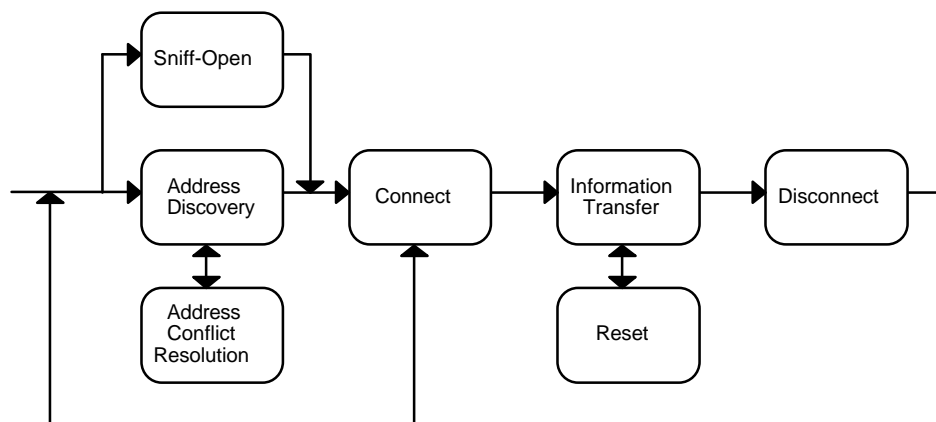 Sniff-Open
Address
Discovery
Connect
Information
Transfer
Disconnect
Address
Conflict
Resolution
Reset